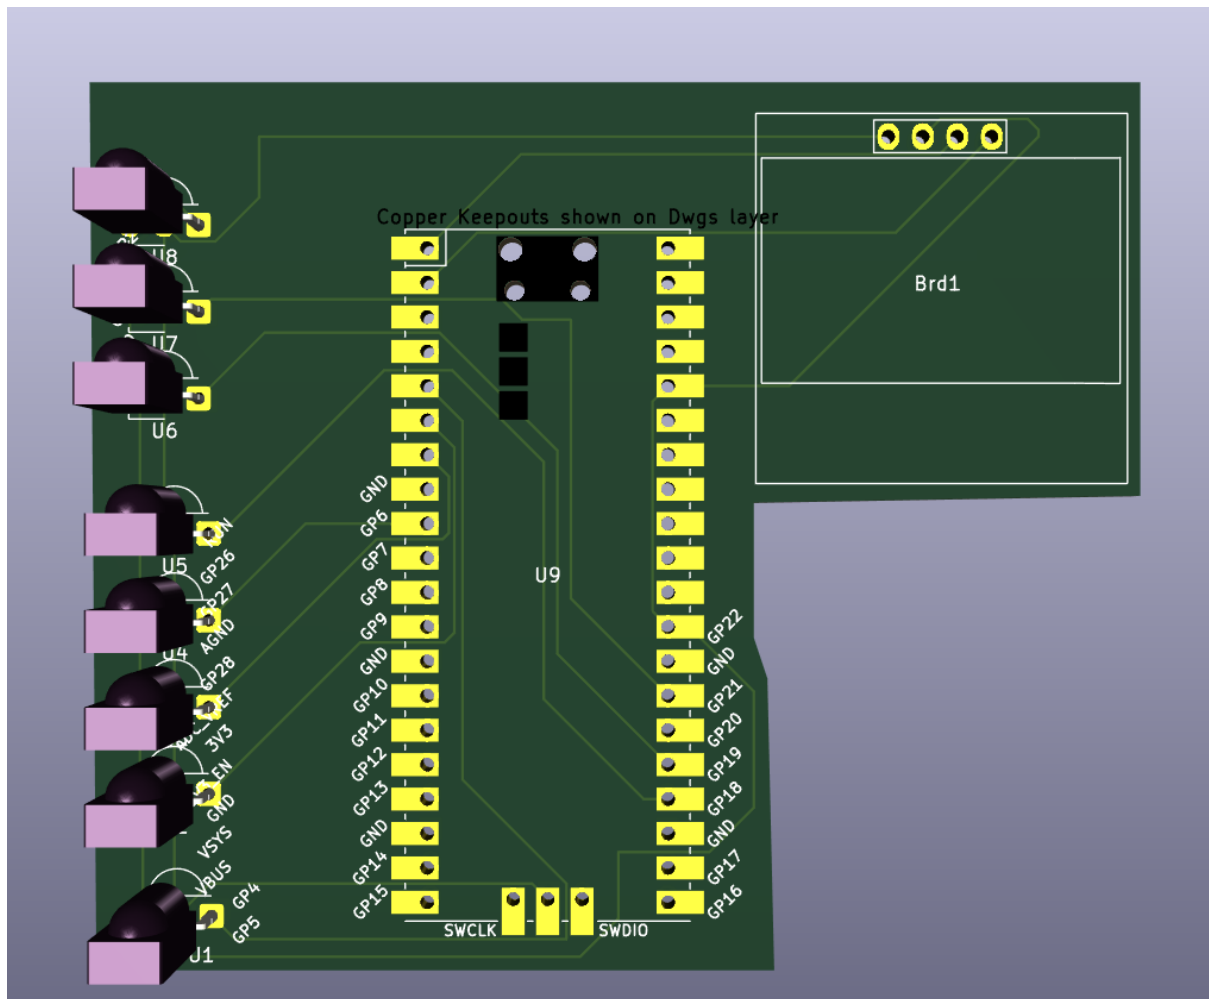 Copper Keepouts shown on Dwgs layer
U8
Brd1
U7
U6
GND
GP6
GP26
U5
GP7
U9
GP27
GP8
GP22
GP9
AGND
U4
GND
GND
GP28
GP10
GP21
GP11
3V3
GP20
GP12
GP19
GP13
GP18
GND
GND
VSYS
GND
GP14
GP17
VBUS
GP15
GP4
GP16
GP5
SWCLK
SWDIO
U1